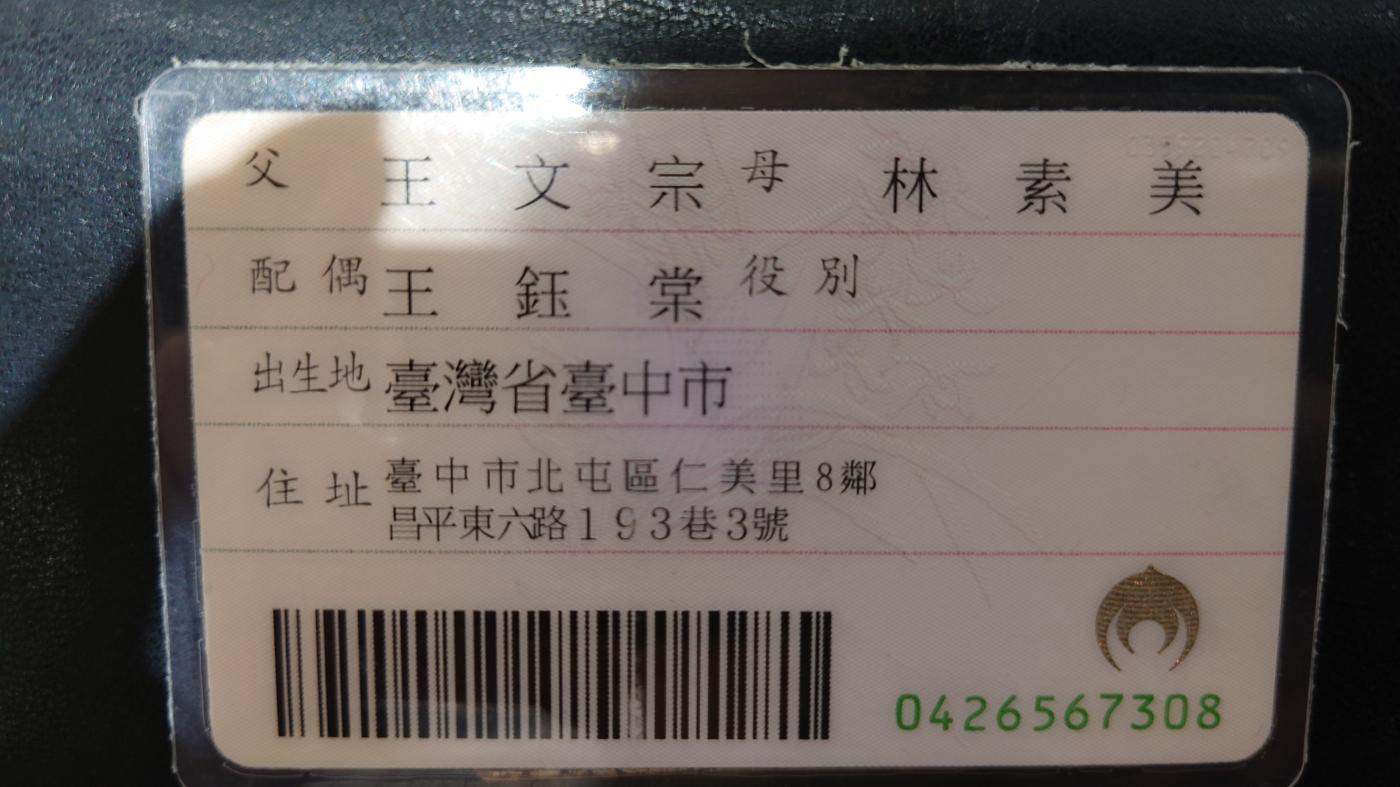 父 王文宗 母 林素美
配偶 王鈺棠 役別
出生地 臺灣省臺中市
住址 臺中市北屯區仁美里8鄰
昌平東六路193巷3號
0426567308